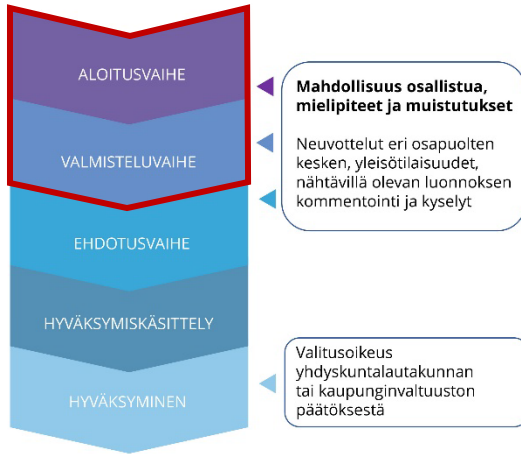 ALOITUSVAIHE
VALMISTELUVAIHE
EHDOTUSVAIHE
HYVÄKSYMISKÄSITTELY
HYVÄKSYMINEN
Mahdollisuus osallistua,
mielipiteet ja muistutukset
Neuvottelut eri osapuolten
kesken, yleisötilaisuudet,
nähtävillä olevan luonnoksen
kommentointi ja kyselyt
Valitusoikeus
yhdyskuntalautakunnan
tai kaupunginvaltuuston
päätöksestä